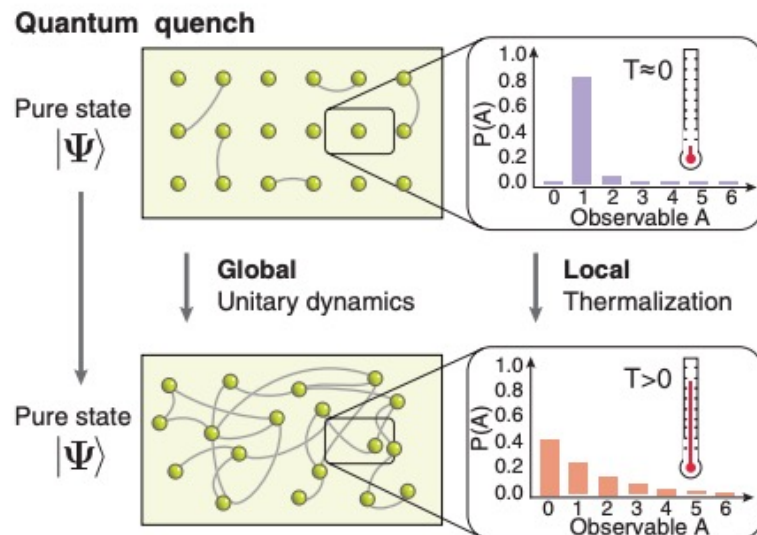 Quantum quench
Pure state
|Ψ⟩
P(A)
1.0
0.8
0.6
0.4
0.2
0.0
T≈0
0 1 2 3 4 5 6
Observable A
Global
Unitary dynamics
Local
Thermalization
Pure state
|Ψ⟩
P(A)
1.0
0.8
0.6
0.4
0.2
0.0
T>0
0 1 2 3 4 5 6
Observable A